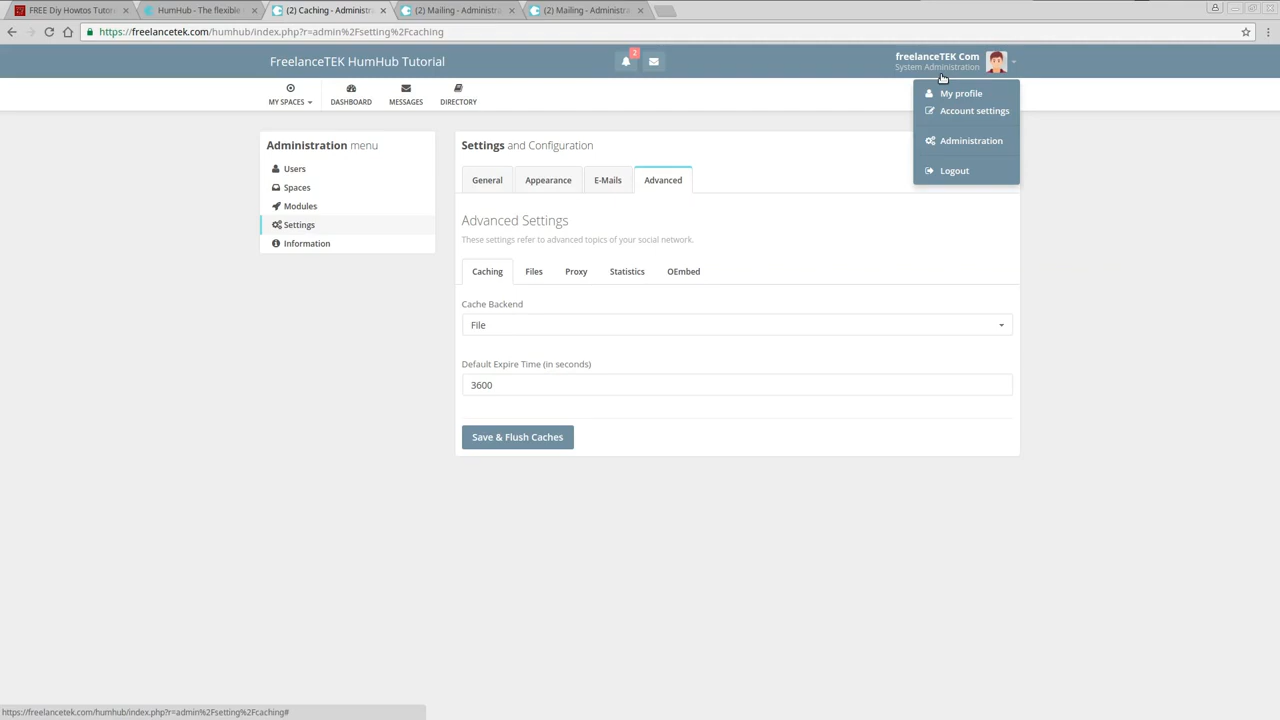 FREE Diy Howtos Tutor
HumHub - The flexible
(2) Caching - Administr
(2) Mailing - Administra
(2) Mailing - Administra
https://freelancetek.com/humhub/index.php?r=admin%2Fsetting%2Fcaching
FreelanceTEK HumHub Tutorial
2
freelanceTEK Com
System Administration
MY SPACES
DASHBOARD
MESSAGES
DIRECTORY
My profile
Account settings
Administration
Logout
Administration menu
Users
Spaces
Modules
Settings
Information
Settings and Configuration
General
Appearance
E-Mails
Advanced
Advanced Settings
These settings refer to advanced topics of your social network.
Caching
Files
Proxy
Statistics
OEmbed
Cache Backend
File
Default Expire Time (in seconds)
3600
Save & Flush Caches
https://freelancetek.com/humhub/index.php?r=admin%2Fsetting%2Fcaching#